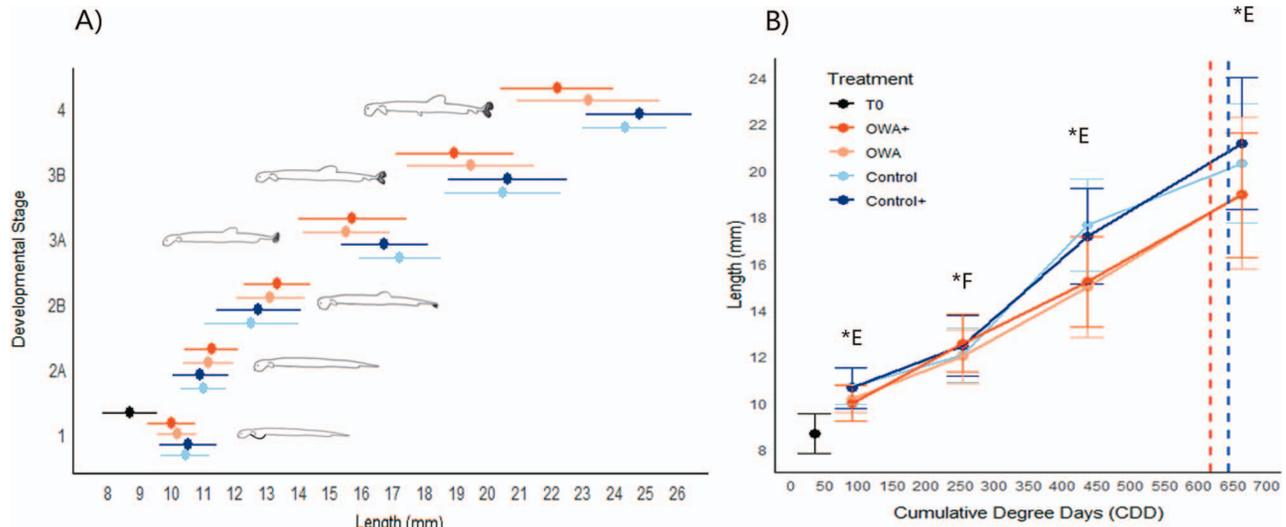 A)
Developmental Stage
4
3B
3A
2B
2A
1
8 9 10 11 12 13 14 15 16 17 18 19 20 21 22 23 24 25 26
Length (mm)
B)
*E
*E
*F
*E
Treatment
T0
OWA+
OWA
Control
Control+
Length (mm)
24
22
20
18
16
14
12
10
8
0 50 100 150 200 250 300 350 400 450 500 550 600 650 700
Cumulative Degree Days (CDD)